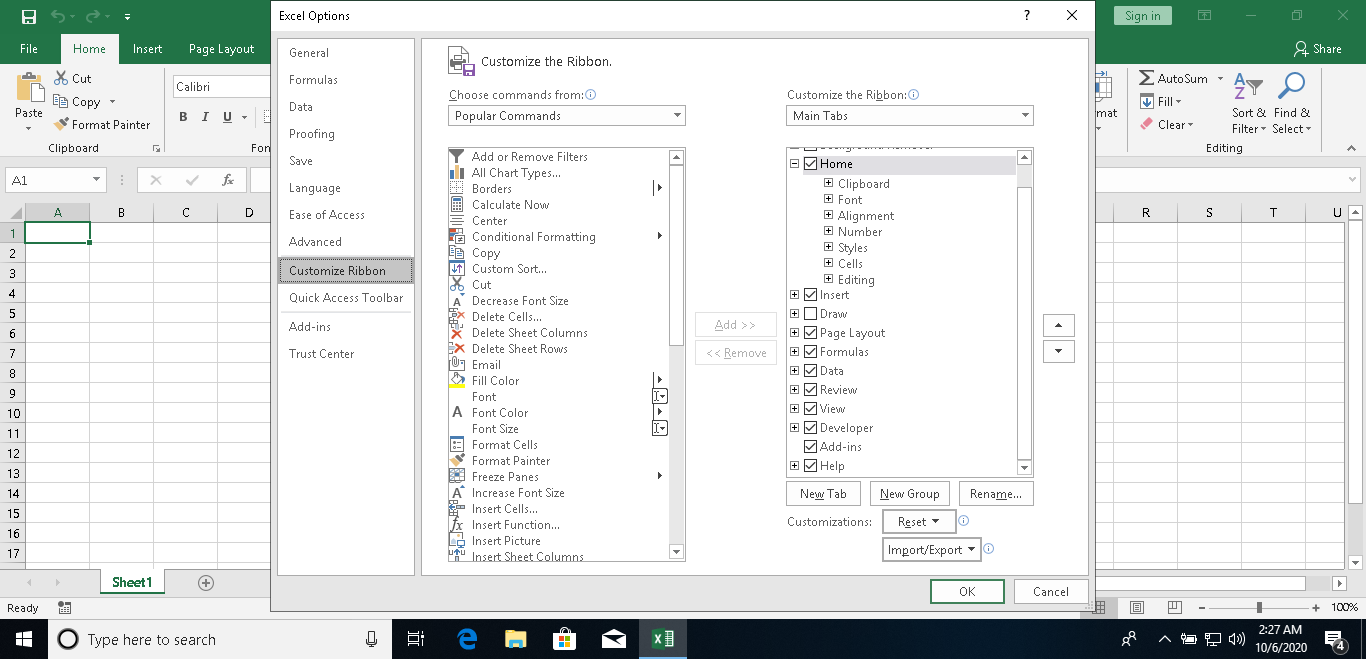 Excel Options
?
Sign in
File
Home
Insert
Page Layout
Share
Cut
Copy
Format Painter
Paste
Clipboard
Calibri
B I U
Fon
mat
AutoSum
Fill
Clear
Sort & Filter
Find & Select
Editing
A1
fx
A B C D
R S T U
1
2
3
4
5
6
7
8
9
10
11
12
13
14
15
16
17
General
Formulas
Data
Proofing
Save
Language
Ease of Access
Advanced
Customize Ribbon
Quick Access Toolbar
Add-ins
Trust Center
Customize the Ribbon.
Choose commands from:
Popular Commands
Add or Remove Filters
All Chart Types...
Borders
Calculate Now
Center
Conditional Formatting
Copy
Custom Sort...
Cut
Decrease Font Size
Delete Cells...
Delete Sheet Columns
Delete Sheet Rows
Email
Fill Color
Font
Font Color
Font Size
Format Cells
Format Painter
Freeze Panes
Increase Font Size
Insert Cells...
Insert Function...
Insert Picture
Insert Sheet Columns
Add >>
<< Remove
Customize the Ribbon:
Main Tabs
Background Removal
Home
Clipboard
Font
Alignment
Number
Styles
Cells
Editing
Insert
Draw
Page Layout
Formulas
Data
Review
View
Developer
Add-ins
Help
New Tab
New Group
Rename...
Customizations:
Reset
Import/Export
OK
Cancel
Sheet1
Ready
100%
Type here to search
2:27 AM
10/6/2020
4